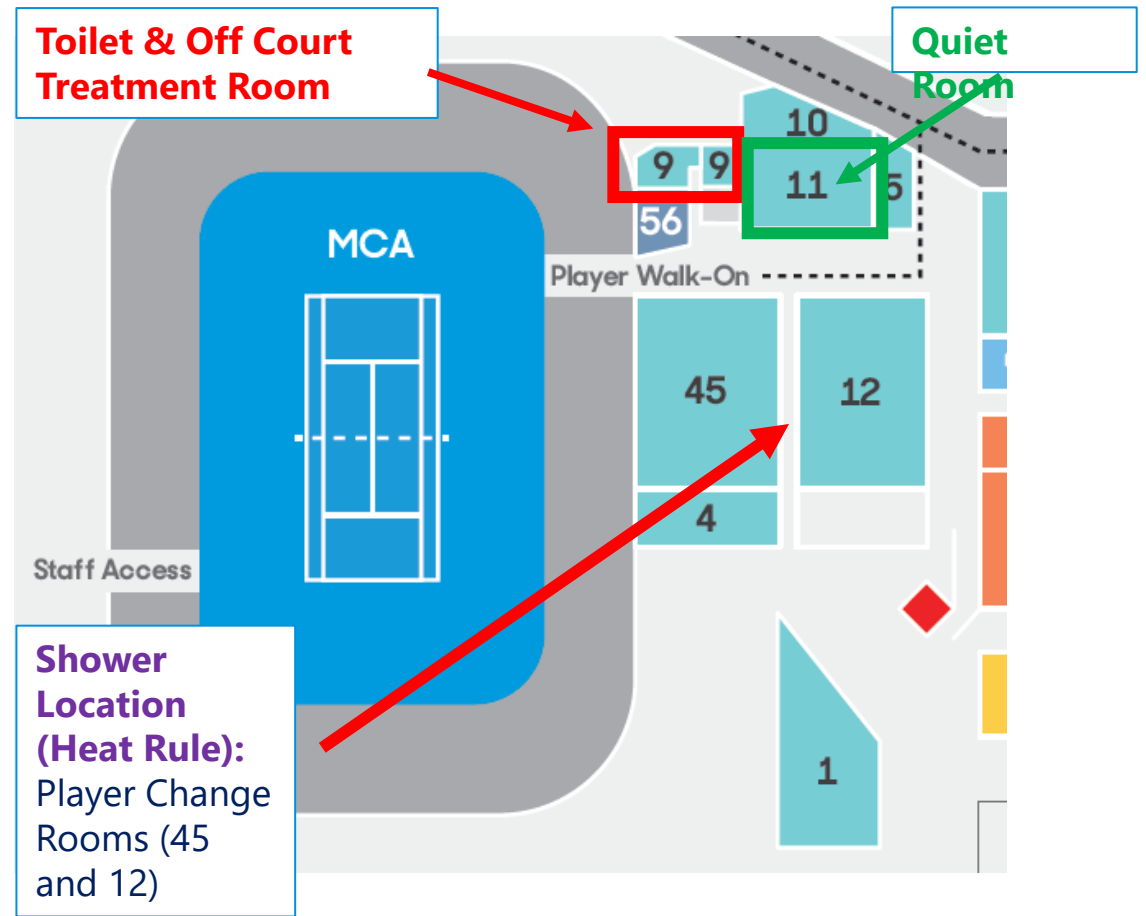 Toilet & Off Court
Treatment Room
Quiet
Room
10
9
9
11
5
56
MCA
Player Walk-On
45
12
4
Staff Access
Shower
Location
(Heat Rule):
Player Change
Rooms (45
and 12)
1